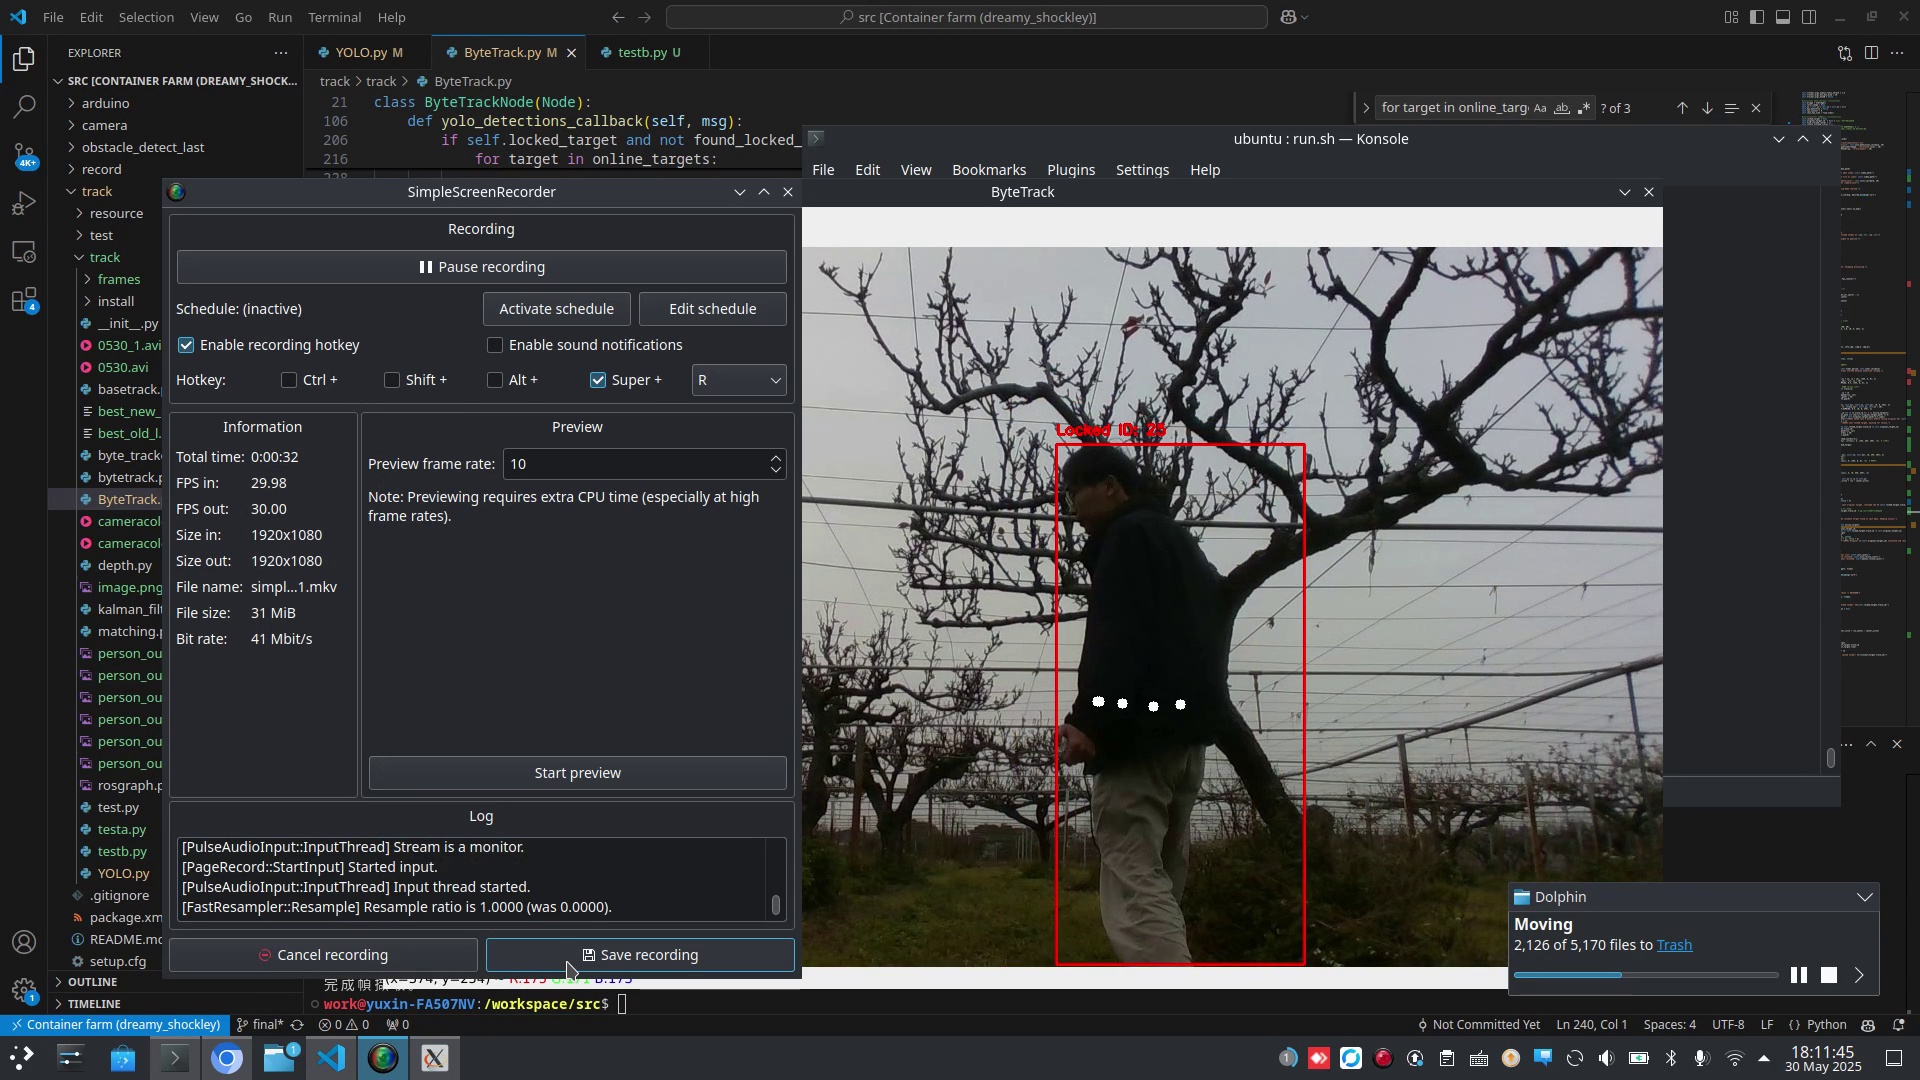 File Edit Selection View Go Run Terminal Help
src [Container farm (dreamy_shockley)]
EXPLORER
SRC [CONTAINER FARM (DREAMY_SHOCK...
arduino
camera
obstacle_detect_last
record
track
resource
test
track
frames
install
__init__.py
0530_1.avi
0530.avi
basetrack.
best_new_
best_old_l.
byte_track
bytetrack.p
ByteTrack.
cameracol
cameracol
depth.py
image.png
kalman_filt
matching.p
person_ou
person_ou
person_ou
person_ou
person_ou
person_ou
rosgraph.p
test.py
testa.py
testb.py
YOLO.py
.gitignore
package.xm
README.md
setup.cfg
OUTLINE
TIMELINE
4K+
4
1
YOLO.py M
ByteTrack.py M
testb.py U
track > track > ByteTrack.py
21 class ByteTrackNode(Node):
106 def yolo_detections_callback(self, msg):
206 if self.locked_target and not found_locked_
216 for target in online_targets:
for target in online_targ
Aa ab
? of 3
ubuntu : run.sh — Konsole
File Edit View Bookmarks Plugins Settings Help
ByteTrack
Locked ID: 25
SimpleScreenRecorder
Recording
Pause recording
Schedule: (inactive)
Activate schedule
Edit schedule
Enable recording hotkey
Enable sound notifications
Hotkey: Ctrl + Shift + Alt + Super + R
Information
Total time: 0:00:32
FPS in: 29.98
FPS out: 30.00
Size in: 1920x1080
Size out: 1920x1080
File name: simpl...1.mkv
File size: 31 MiB
Bit rate: 41 Mbit/s
Preview
Preview frame rate: 10
Note: Previewing requires extra CPU time (especially at high
frame rates).
Start preview
Log
[PulseAudioInput::InputThread] Stream is a monitor.
[PageRecord::StartInput] Started input.
[PulseAudioInput::InputThread] Input thread started.
[FastResampler::Resample] Resample ratio is 1.0000 (was 0.0000).
Cancel recording
Save recording
work@yuxin-FA507NV:/workspace/src$
Dolphin
Moving
2,126 of 5,170 files to Trash
Container farm (dreamy_shockley)
final*
0 0
0
Not Committed Yet
Ln 240, Col 1
Spaces: 4
UTF-8
LF
{ } Python
1
1
18:11:45
30 May 2025